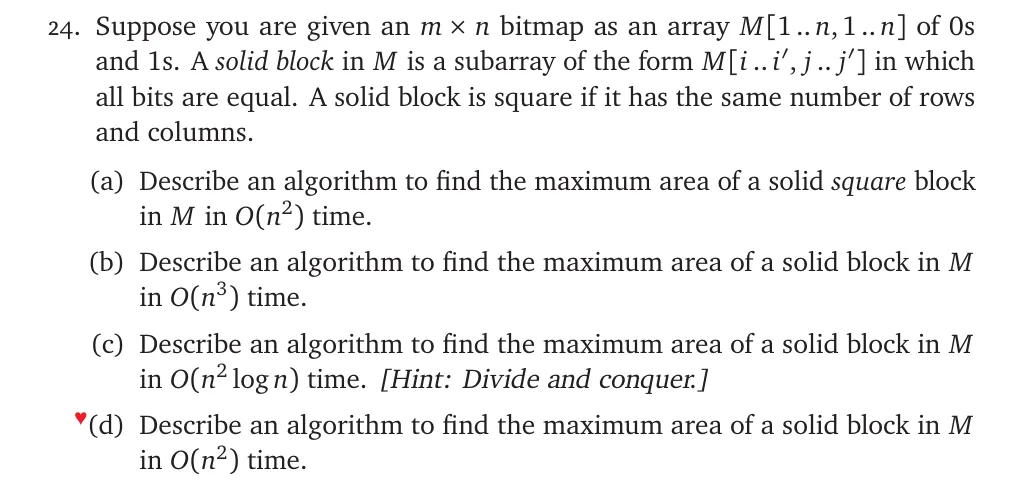 24. Suppose you are given an m × n bitmap as an array M[1 .. n, 1 .. n] of 0s
and 1s. A solid block in M is a subarray of the form M[i .. i′, j .. j′] in which
all bits are equal. A solid block is square if it has the same number of rows
and columns.
(a) Describe an algorithm to find the maximum area of a solid square block
in M in O(n²) time.
(b) Describe an algorithm to find the maximum area of a solid block in M
in O(n³) time.
(c) Describe an algorithm to find the maximum area of a solid block in M
in O(n² log n) time. [Hint: Divide and conquer.]
♥(d) Describe an algorithm to find the maximum area of a solid block in M
in O(n²) time.